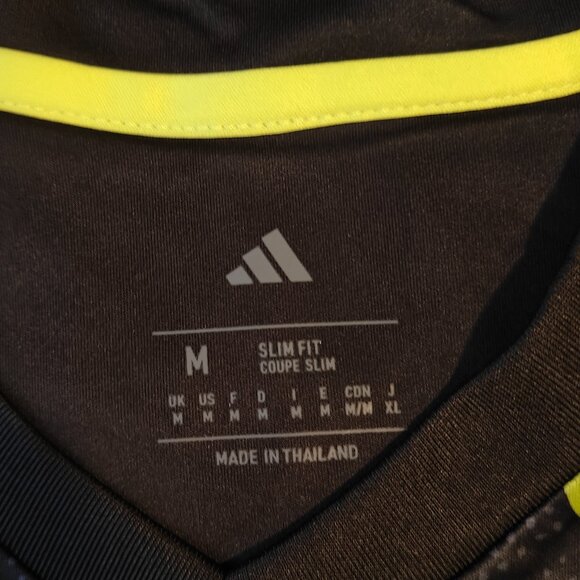 M SLIM FIT
COUPE SLIM
UK US F D I E CDN J
M M M M M M M/M XL
MADE IN THAILAND